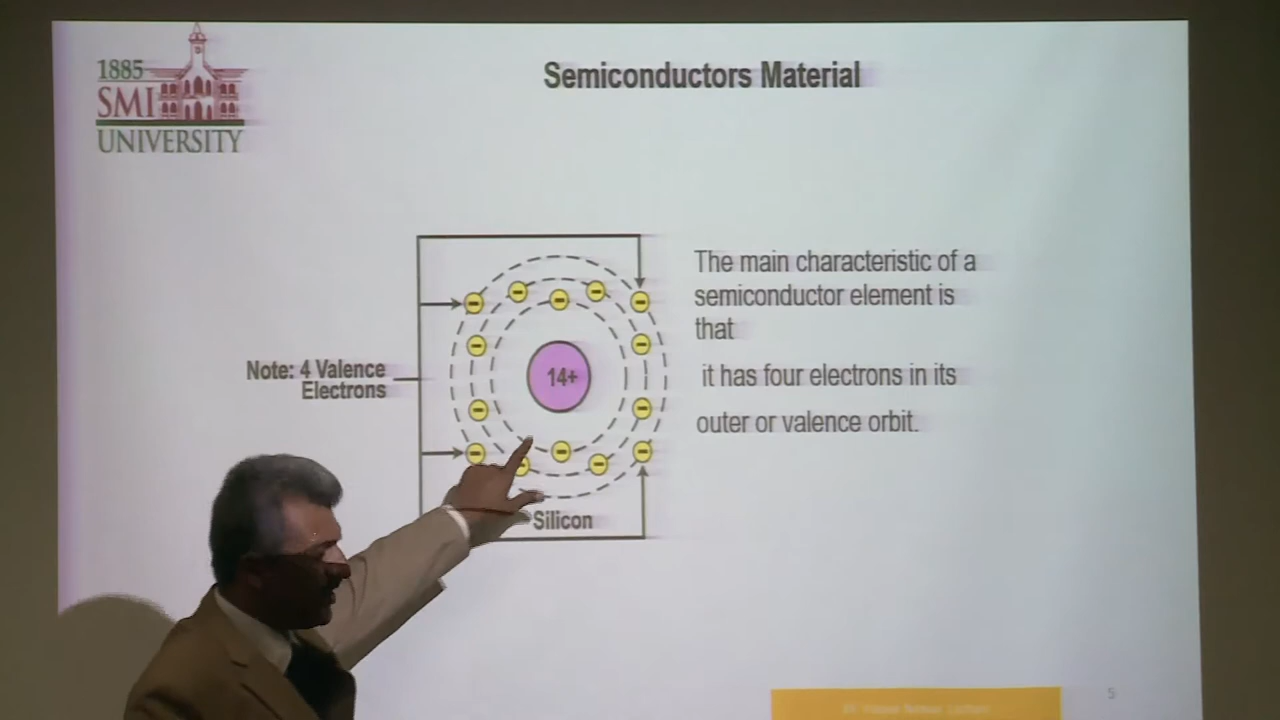 1885
SMI
UNIVERSITY
Semiconductors Material
Note: 4 Valence
Electrons
14+
Silicon
The main characteristic of a
semiconductor element is
that
it has four electrons in its
outer or valence orbit.
5